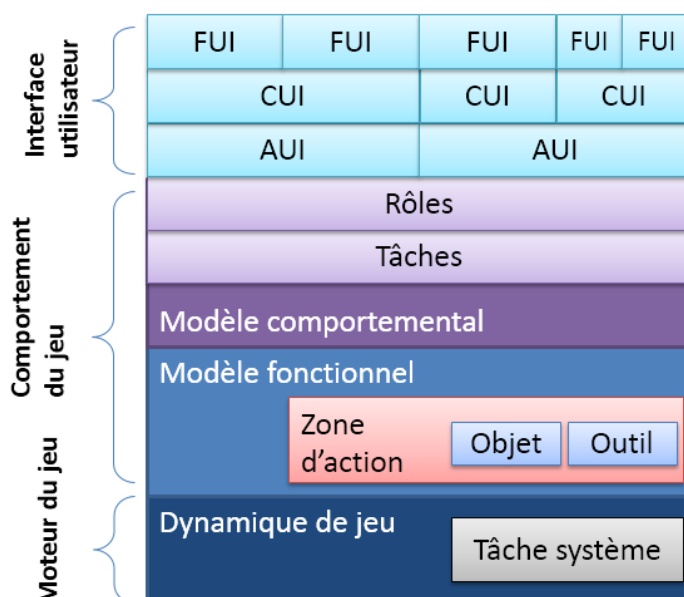 Interface
utilisateur
FUI FUI FUI FUI FUI
CUI CUI CUI
AUI AUI
Comportement
du jeu
Rôles
Tâches
Modèle comportemental
Modèle fonctionnel
Zone
d'action
Objet Outil
Moteur du jeu
Dynamique de jeu
Tâche système